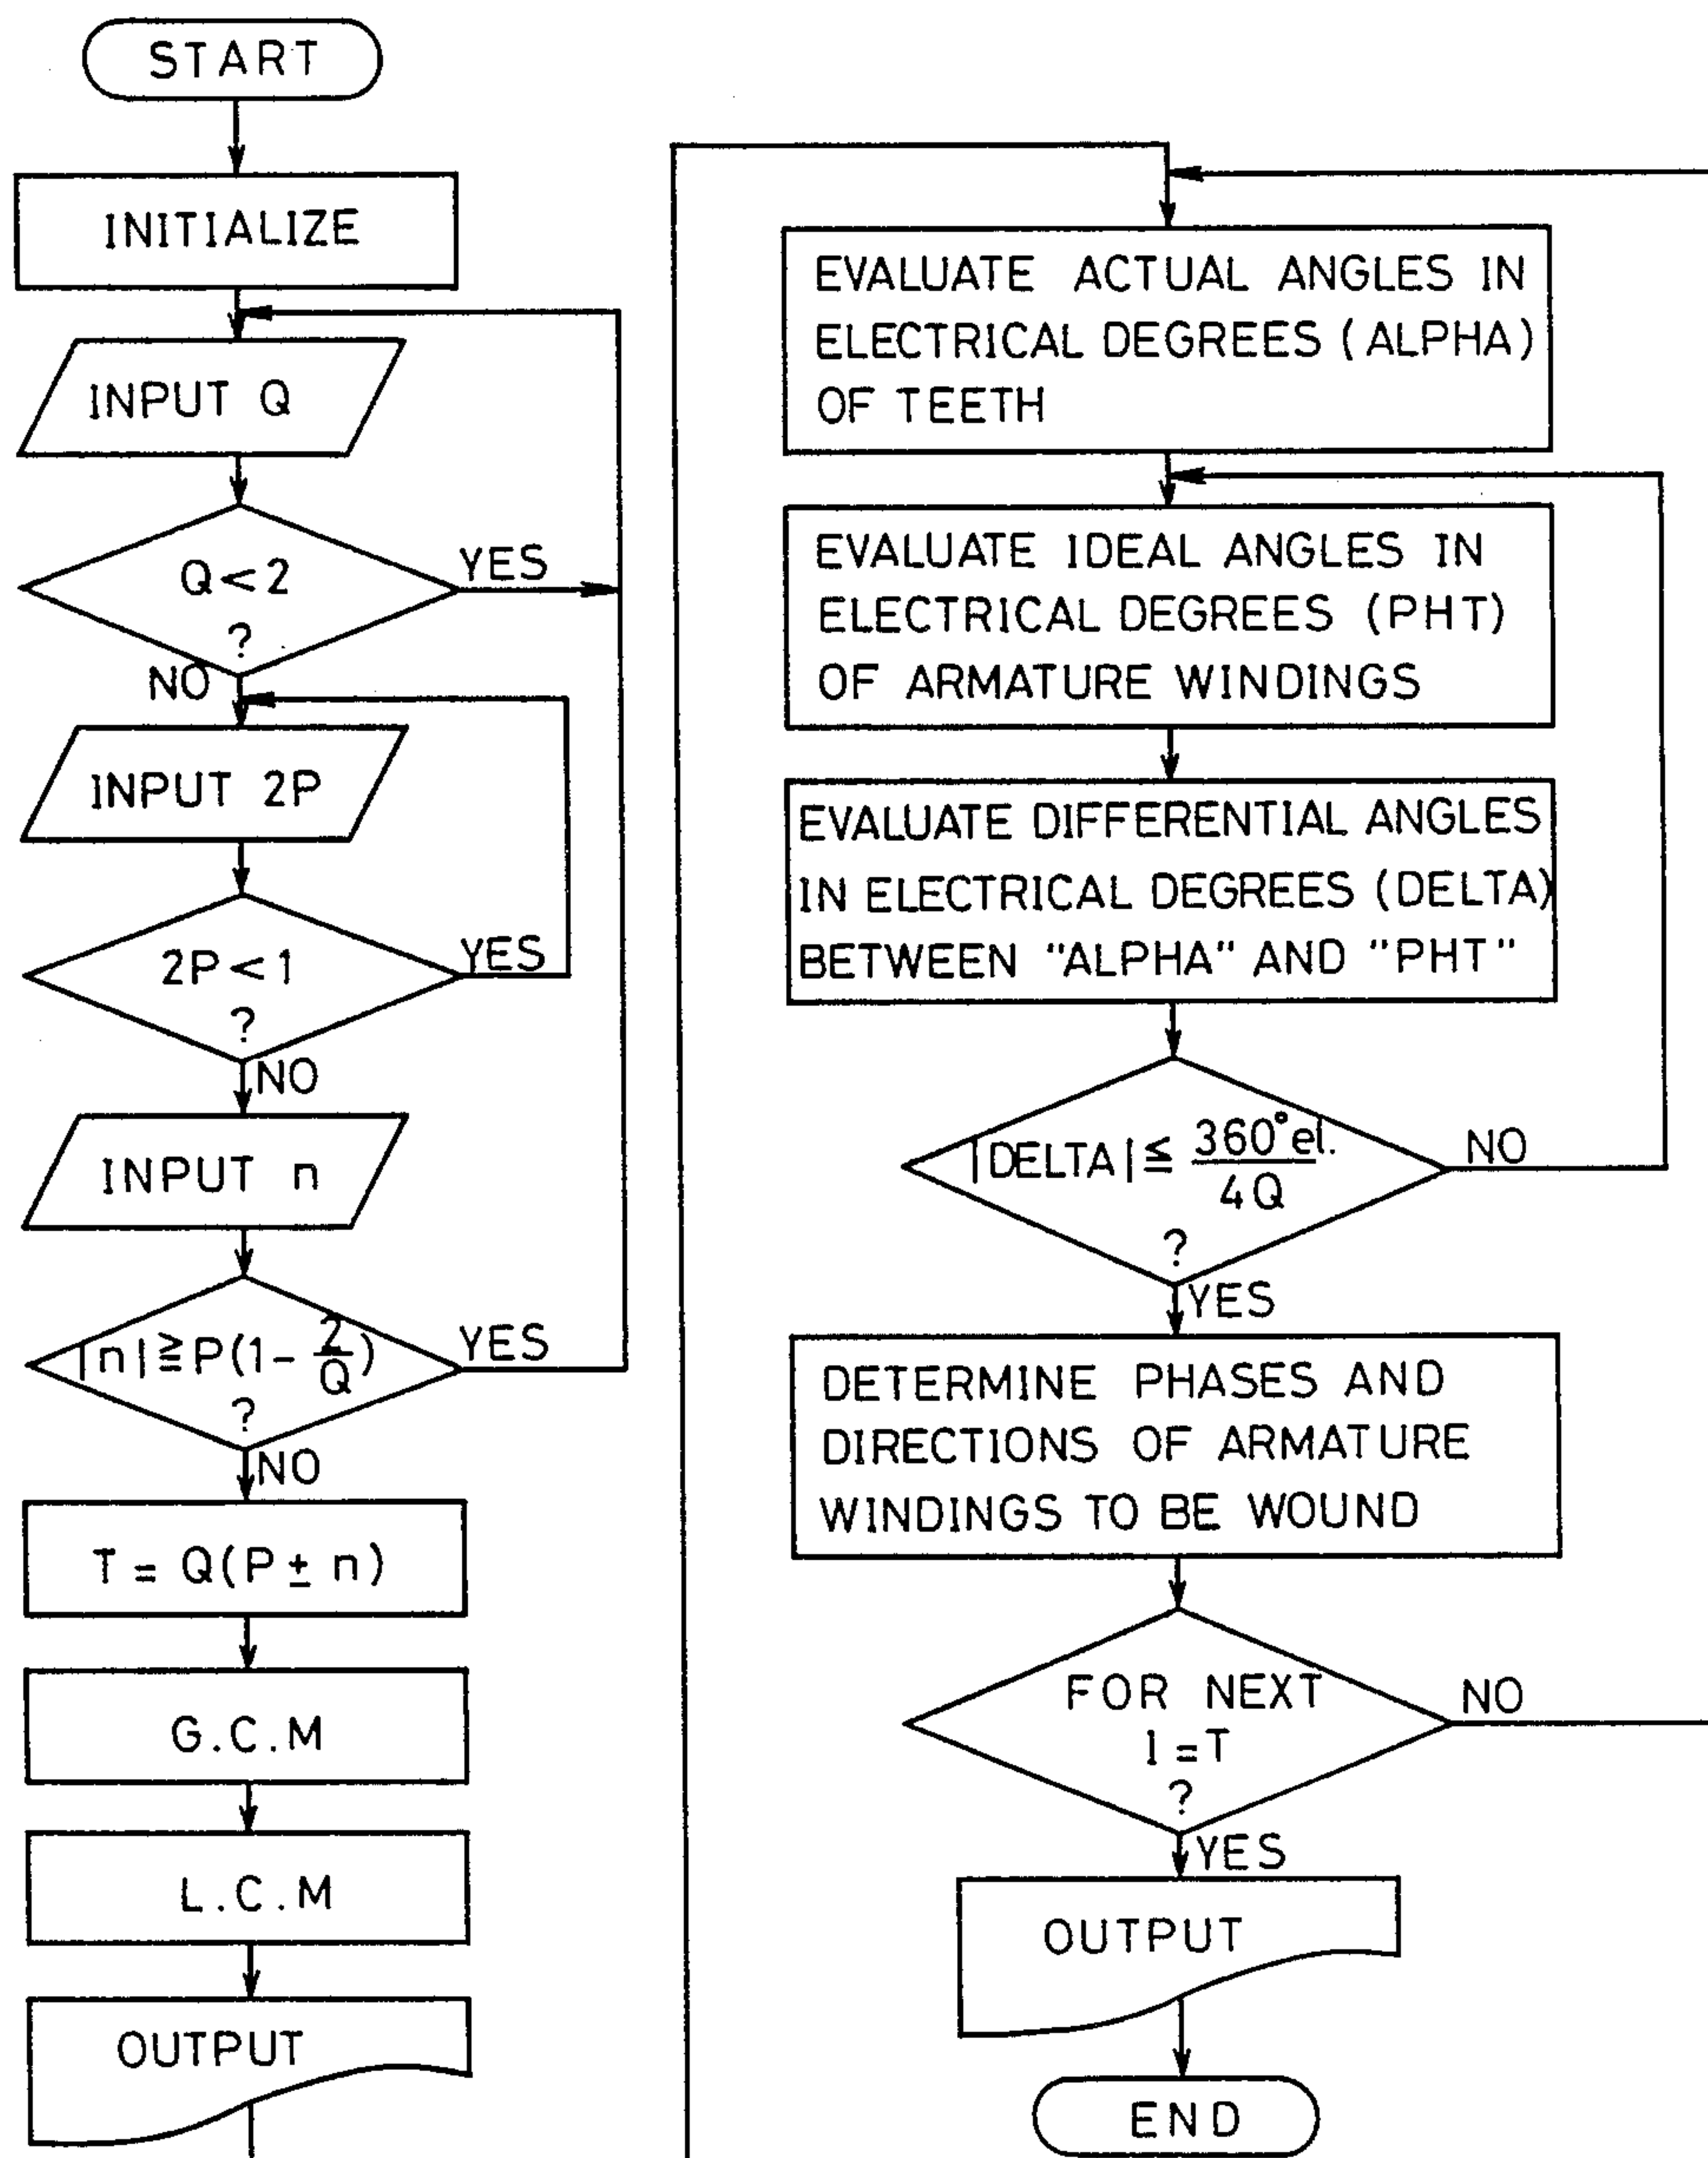 START
INITIALIZE
INPUT Q
Q < 2
?
YES
NO
INPUT 2P
2P < 1
?
YES
NO
INPUT n
|n| ≧ P(1 - 2/Q)
?
YES
NO
T = Q(P ± n)
G.C.M
L.C.M
OUTPUT
EVALUATE ACTUAL ANGLES IN
ELECTRICAL DEGREES (ALPHA)
OF TEETH
EVALUATE IDEAL ANGLES IN
ELECTRICAL DEGREES (PHT)
OF ARMATURE WINDINGS
EVALUATE DIFFERENTIAL ANGLES
IN ELECTRICAL DEGREES (DELTA)
BETWEEN "ALPHA" AND "PHT"
|DELTA| ≦ 360°el./4Q
?
NO
YES
DETERMINE PHASES AND
DIRECTIONS OF ARMATURE
WINDINGS TO BE WOUND
FOR NEXT
1 = T
?
NO
YES
OUTPUT
END